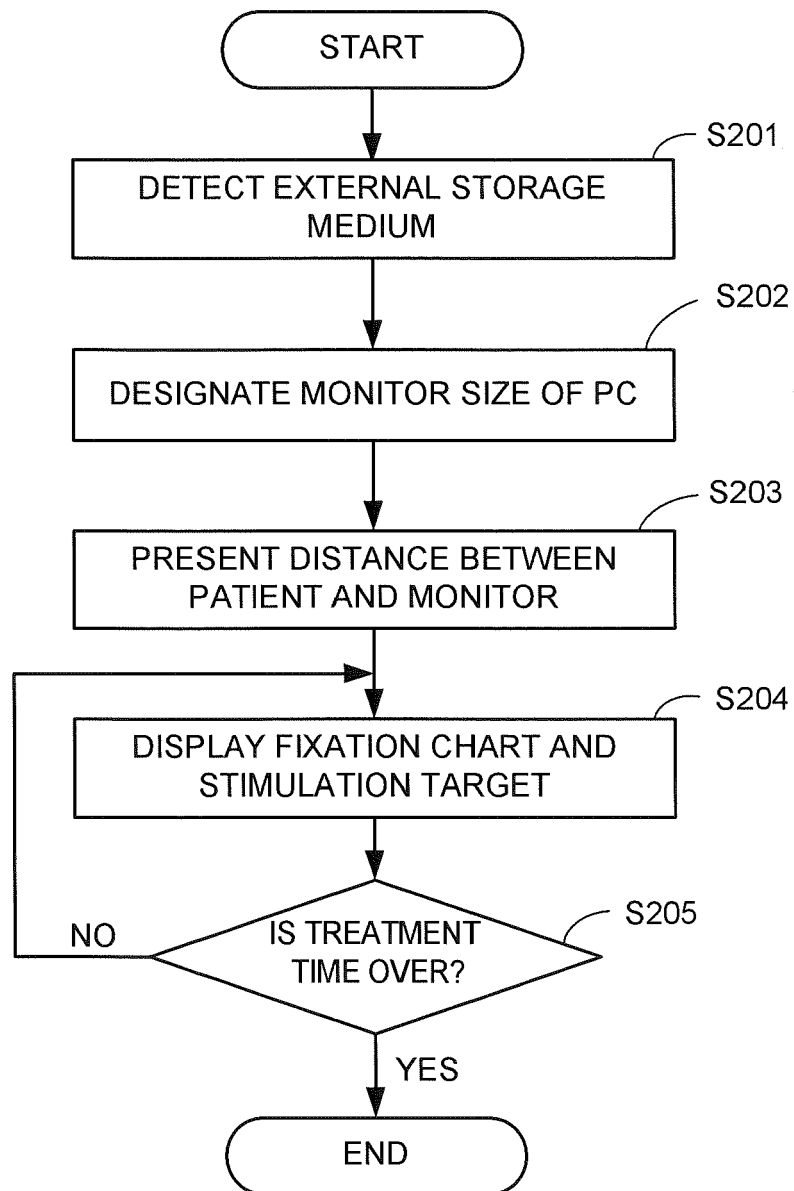 START
S201
DETECT EXTERNAL STORAGE
MEDIUM
S202
DESIGNATE MONITOR SIZE OF PC
S203
PRESENT DISTANCE BETWEEN
PATIENT AND MONITOR
S204
DISPLAY FIXATION CHART AND
STIMULATION TARGET
S205
NO
IS TREATMENT
TIME OVER?
YES
END